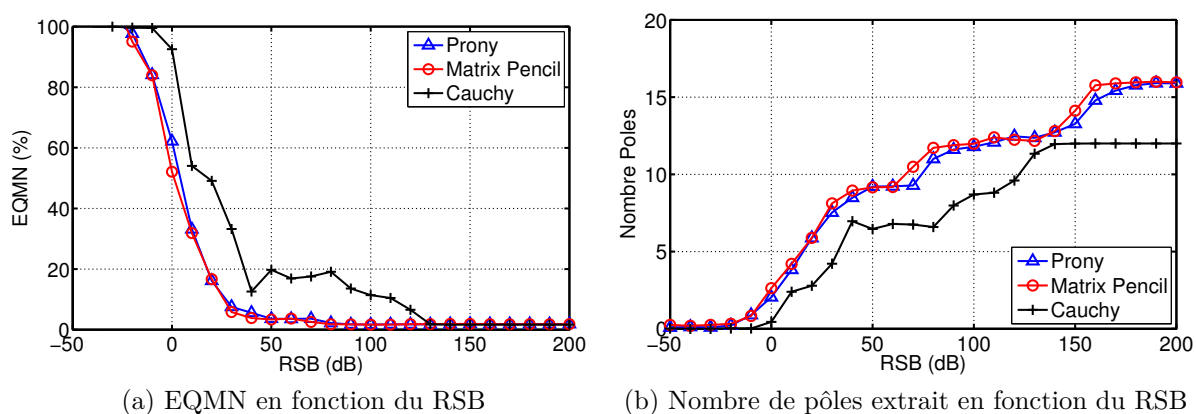 100
80
60
40
20
0
EQMN (%)
−50
0
50
100
150
200
RSB (dB)
Prony
Matrix Pencil
Cauchy
(a) EQMN en fonction du RSB
20
15
10
5
0
Nombre Poles
−50
0
50
100
150
200
RSB (dB)
Prony
Matrix Pencil
Cauchy
(b) Nombre de pôles extrait en fonction du RSB